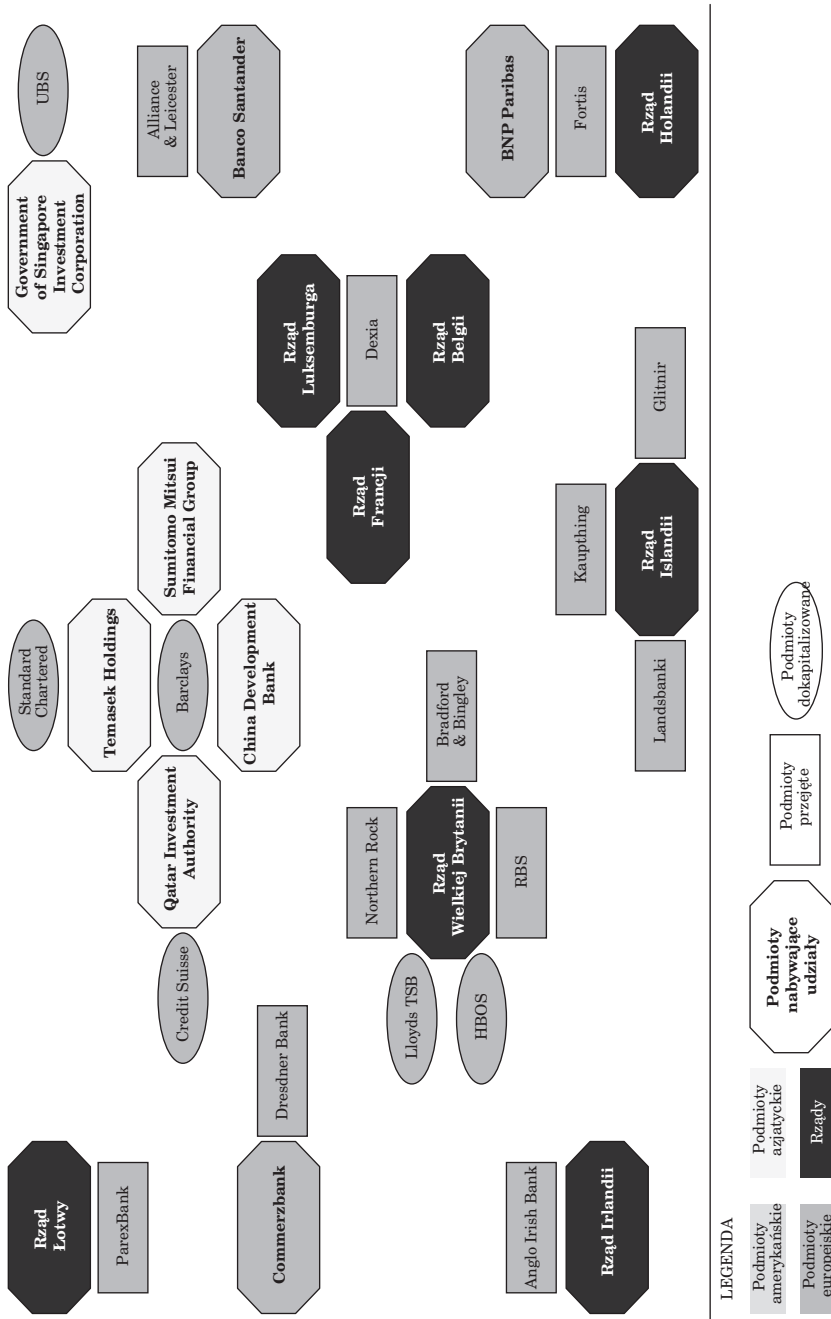 Rząd
Łotwy
ParexBank
Commerzbank
Dresdner Bank
Anglo Irish Bank
Rząd Irlandii
Credit Suisse
Qatar Investment
Authority
Standard
Chartered
Temasek Holdings
Barclays
China Development
Bank
Sumitomo Mitsui
Financial Group
Lloyds TSB
HBOS
Northern Rock
Rząd
Wielkiej Brytanii
RBS
Bradford
& Bingley
Government
of Singapore
Investment
Corporation
UBS
Alliance
& Leicester
Banco Santander
Rząd
Luksemburga
Dexia
Rząd
Francji
Rząd
Belgii
BNP Paribas
Fortis
Rząd
Holandii
Kaupthing
Landsbanki
Rząd
Islandii
Glitnir
LEGENDA
Podmioty
amerykańskie
Podmioty
europejskie
Podmioty
azjatyckie
Rządy
Podmioty
nabywające
udziały
Podmioty
przejęte
Podmioty
dokapitalizowane